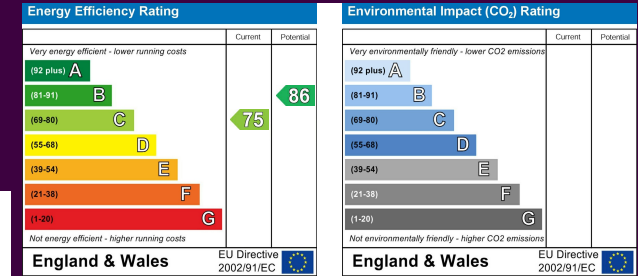 Energy Efficiency Rating
Current Potential
Very energy efficient - lower running costs
(92 plus) A
(81-91) B
86
(69-80) C
75
(55-68) D
(39-54) E
(21-38) F
(1-20) G
Not energy efficient - higher running costs
England & Wales
EU Directive
2002/91/EC
Environmental Impact (CO2) Rating
Current Potential
Very environmentally friendly - lower CO2 emissions
(92 plus) A
(81-91) B
(69-80) C
(55-68) D
(39-54) E
(21-38) F
(1-20) G
Not environmentally friendly - higher CO2 emissions
England & Wales
EU Directive
2002/91/EC